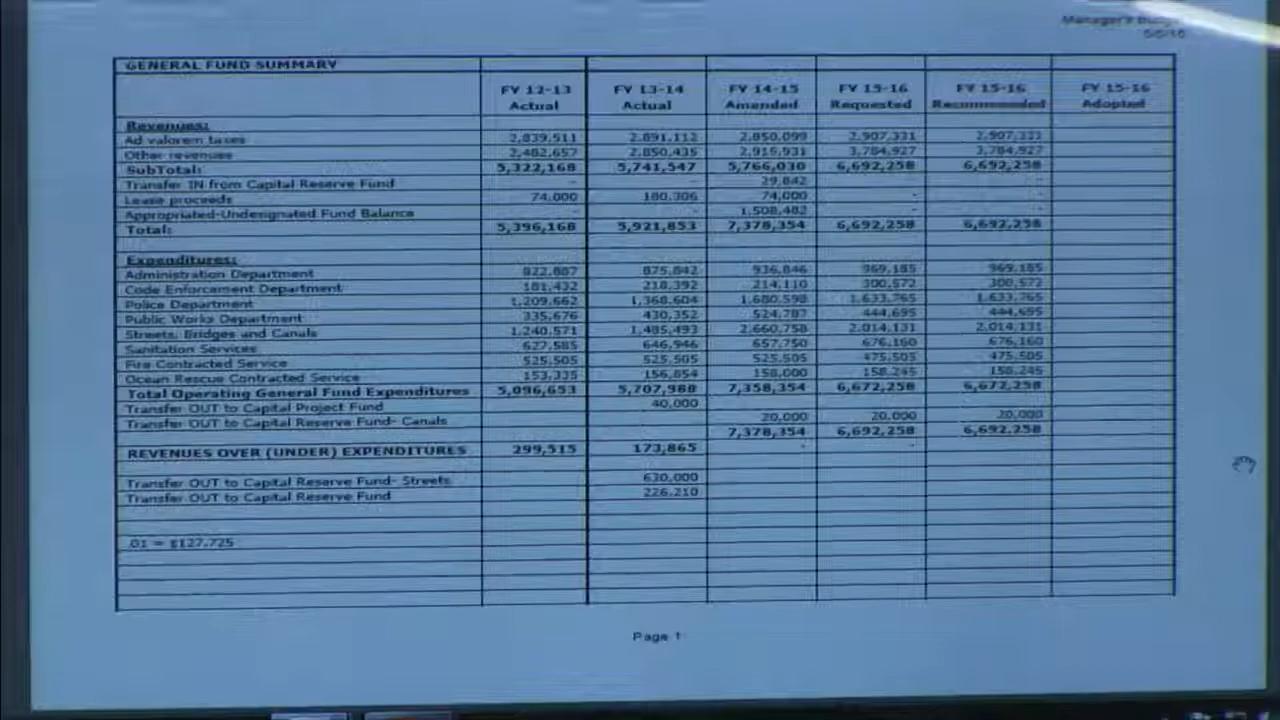 Manager's
GENERAL FUND SUMMARY
FY 12-13 FY 13-14 FY 14-15 FY 15-16 FY 15-16 FY 15-16
Actual Actual Amended Requested Recommended Adopted
Revenues:
Ad valorem taxes 2,839,511 2,891,112 2,850,099 2,907,331 2,907,331
Other revenues 2,482,657 2,850,435 2,915,931 3,784,927 3,784,927
SubTotal: 5,322,168 5,741,547 5,766,030 6,692,258 6,692,258
Transfer IN from Capital Reserve Fund - - 29,842
Lease proceeds 74,000 180,306 74,000 - -
Appropriated-Undesignated Fund Balance - - 1,508,482 - -
Total: 5,396,168 5,921,853 7,378,354 6,692,258 6,692,258
Expenditures:
Administration Department 822,887 875,842 936,846 969,185 969,185
Code Enforcement Department 181,432 218,392 214,110 300,572 300,572
Police Department 1,209,662 1,368,604 1,680,598 1,633,765 1,633,765
Public Works Department 335,676 430,352 524,787 444,695 444,695
Streets, Bridges and Canals 1,240,571 1,485,493 2,660,758 2,014,131 2,014,131
Sanitation Services 627,585 646,946 657,750 676,160 676,160
Fire Contracted Service 525,505 525,505 525,505 475,505 475,505
Ocean Rescue Contracted Service 153,335 156,854 158,000 158,245 158,245
Total Operating General Fund Expenditures 5,096,653 5,707,988 7,358,354 6,672,258 6,672,258
Transfer OUT to Capital Project Fund 40,000
Transfer OUT to Capital Reserve Fund- Canals 20,000 20,000 20,000
7,378,354 6,692,258 6,692,258
REVENUES OVER (UNDER) EXPENDITURES 299,515 173,865 - -
Transfer OUT to Capital Reserve Fund- Streets 630,000
Transfer OUT to Capital Reserve Fund 226,210
.01 = $127,725
Page 1